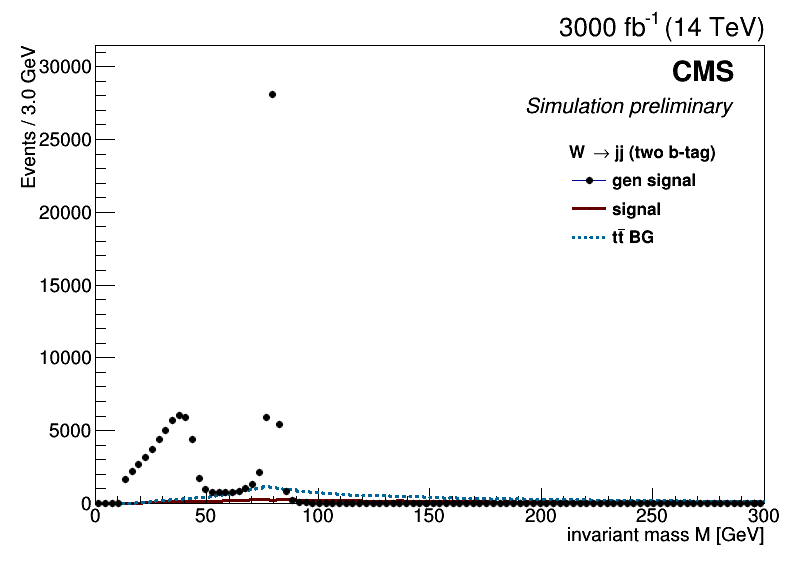 3000 fb-1 (14 TeV)
CMS
Simulation preliminary
W → jj (two b-tag)
gen signal
signal
tt̄ BG
Events / 3.0 GeV
30000
25000
20000
15000
10000
5000
0
0 50 100 150 200 250 300
invariant mass M [GeV]